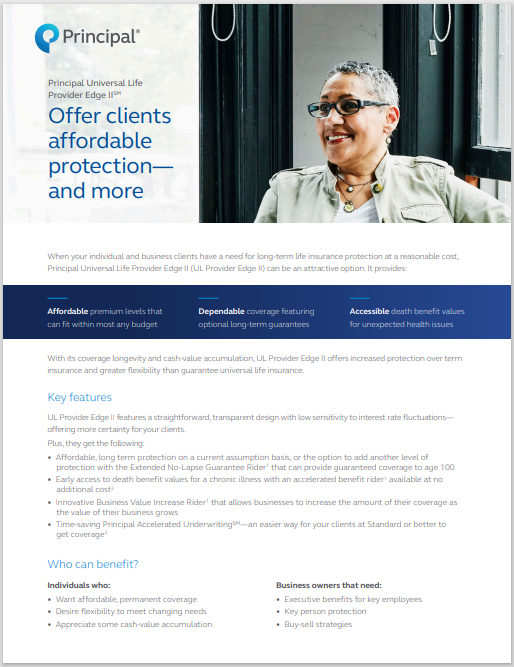 Principal®
Principal Universal Life
Provider Edge II℠
Offer clients
affordable
protection—
and more
When your individual and business clients have a need for long-term life insurance protection at a reasonable cost,
Principal Universal Life Provider Edge II (UL Provider Edge II) can be an attractive option. It provides:
Affordable premium levels that
can fit within most any budget
Dependable coverage featuring
optional long-term guarantees
Accessible death benefit values
for unexpected health issues
With its coverage longevity and cash-value accumulation, UL Provider Edge II offers increased protection over term
insurance and greater flexibility than guarantee universal life insurance.
Key features
UL Provider Edge II features a straightforward, transparent design with low sensitivity to interest rate fluctuations—
offering more certainty for your clients.
Plus, they get the following:
• Affordable, long term protection on a current assumption basis, or the option to add another level of
protection with the Extended No-Lapse Guarantee Rider¹ that can provide guaranteed coverage to age 100
• Early access to death benefit values for a chronic illness with an accelerated benefit rider¹ available at no
additional cost²
• Innovative Business Value Increase Rider¹ that allows businesses to increase the amount of their coverage as
the value of their business grows
• Time-saving Principal Accelerated Underwriting℠—an easier way for your clients at Standard or better to
get coverage³
Who can benefit?
Individuals who:
• Want affordable, permanent coverage
• Desire flexibility to meet changing needs
• Appreciate some cash-value accumulation
Business owners that need:
• Executive benefits for key employees
• Key person protection
• Buy-sell strategies